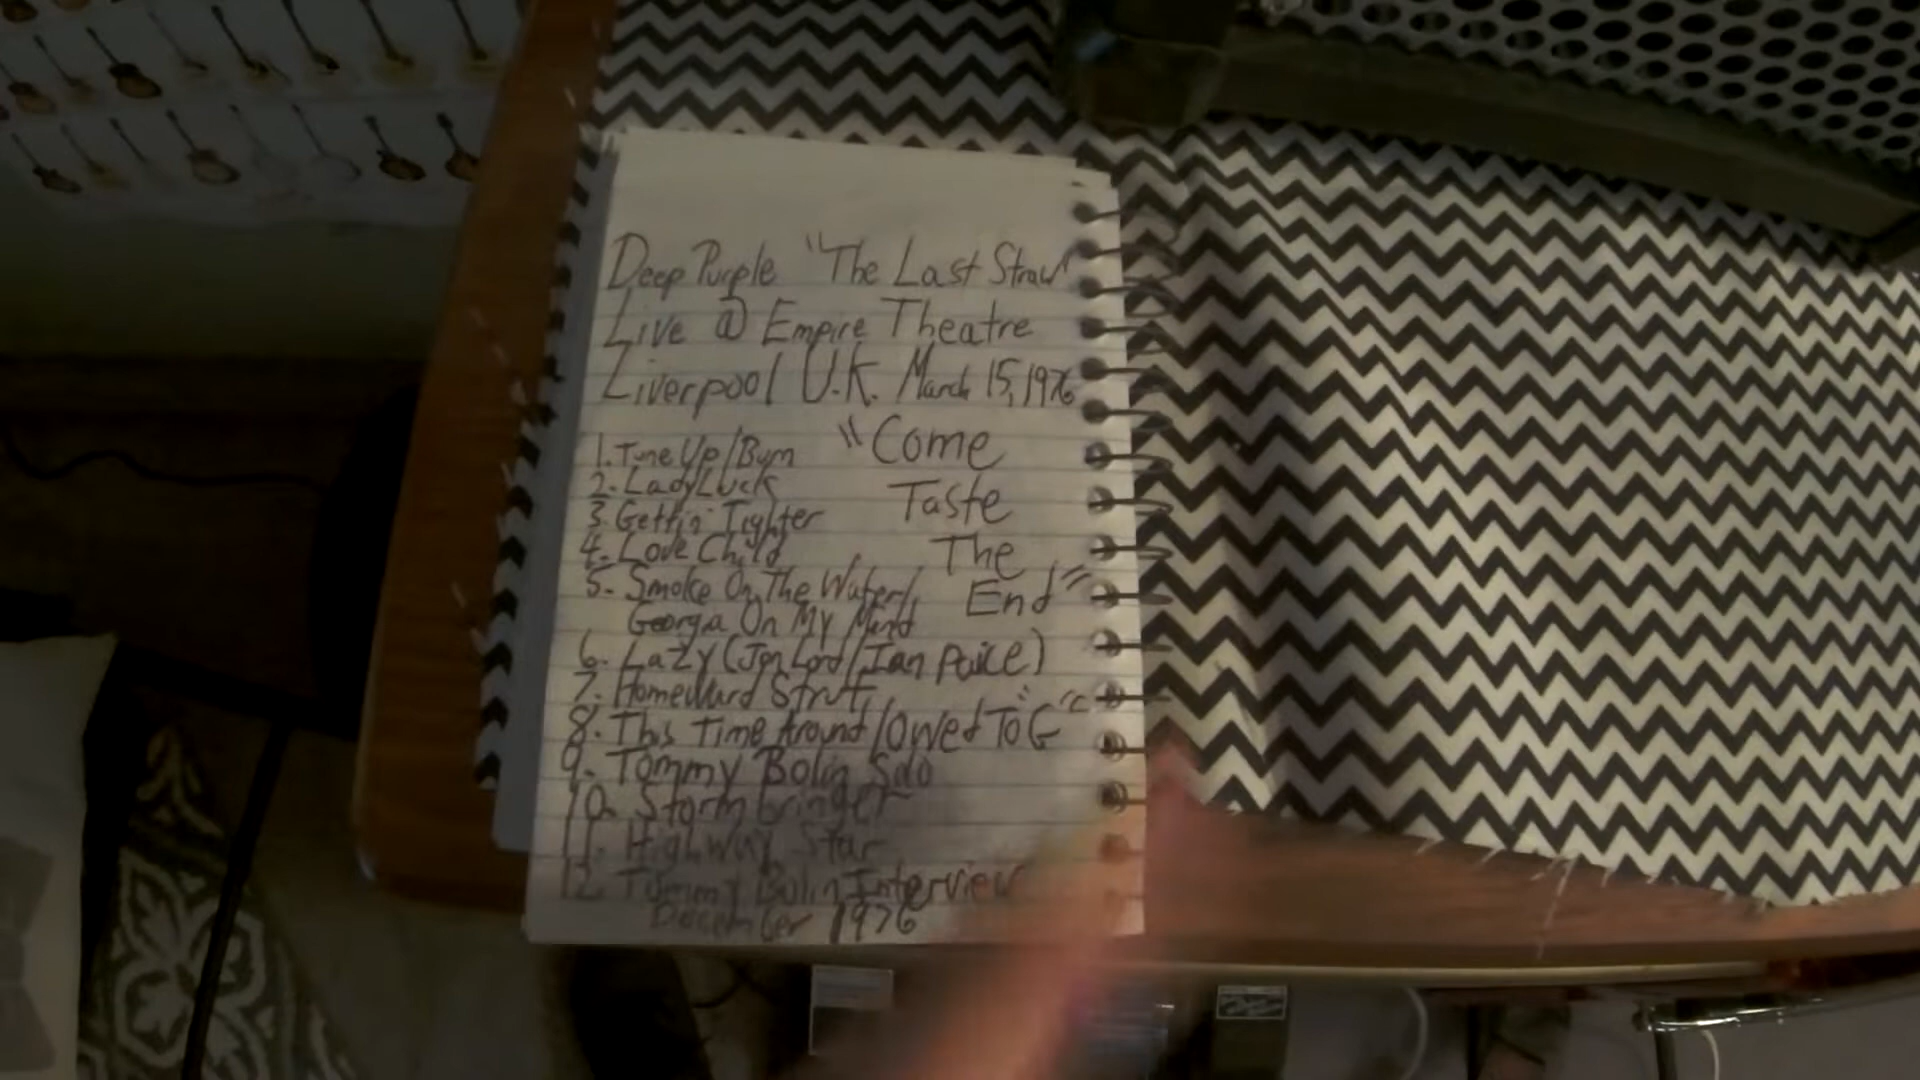 Deep Purple "The Last Straw"
Live @ Empire Theatre
Liverpool U.K. March 15, 1976
"Come
Taste
The
End"
1. Tune Up/Burn
2. Lady Luck
3. Gettin' Tighter
4. Love Child
5. Smoke On The Water/
Georgia On My Mind
6. Lazy (Jon Lord/Ian Paice)
7. Homeward Strut
8. This Time Around/Owed To "G"
9. Tommy Bolin Solo
10. Stormbringer
11. Highway Star
12. Tommy Bolin Interview
December 1976